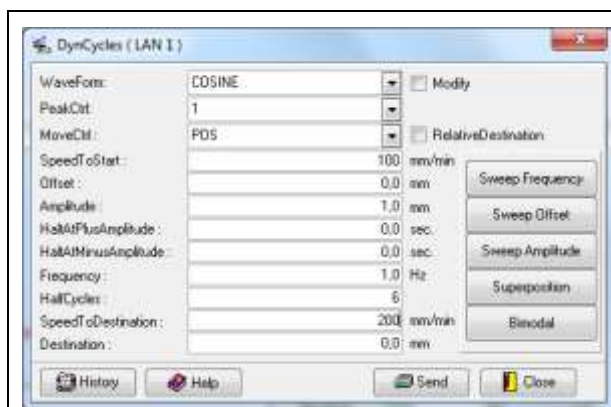 DynCycles ( LAN 1 )
WaveForm: COSINE Modify
PeakCtrl: 1
MoveCtrl: POS RelativeDestination
SpeedToStart : 100 mm/min
Offset : 0,0 mm
Amplitude : 1,0 mm
HaltAtPlusAmplitude : 0,0 sec.
HaltAtMinusAmplitude : 0,0 sec.
Frequency : 1,0 Hz
HalfCycles : 6
SpeedToDestination : 200 mm/min
Destination : 0,0 mm
Sweep Frequency
Sweep Offset
Sweep Amplitude
Superposition
Bimodal
History Help Send Close